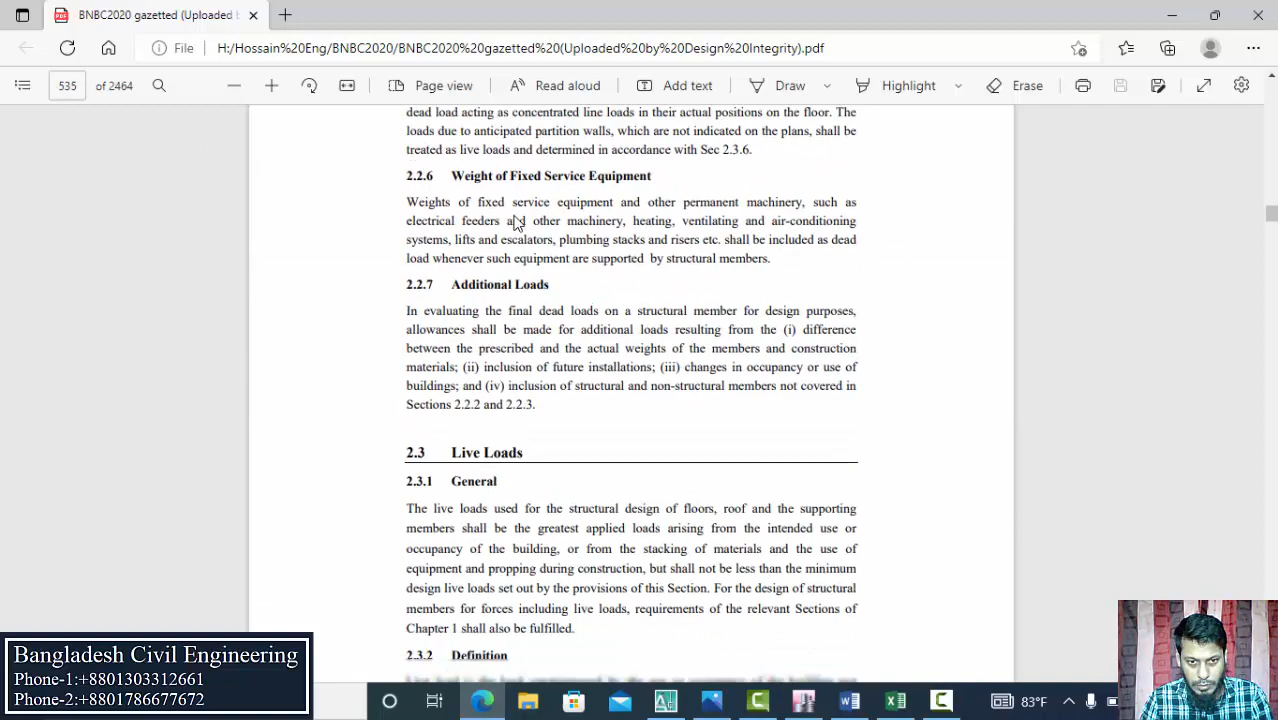 BNBC gazetted (Uploaded b
File H:/Hossain%20Eng/BNBC2020/BNBC2020%20gazetted%20(Uploaded%20by%20Design%20Integrity).pdf
535 of 2464 Page view Read aloud Add text Draw Highlight Erase
dead load acting as concentrated line loads in their actual positions on the floor. The
loads due to anticipated partition walls, which are not indicated on the plans, shall be
treated as live loads and determined in accordance with Sec 2.3.6.
2.2.6 Weight of Fixed Service Equipment
Weights of fixed service equipment and other permanent machinery, such as
electrical feeders and other machinery, heating, ventilating and air-conditioning
systems, lifts and escalators, plumbing stacks and risers etc. shall be included as dead
load whenever such equipment are supported by structural members.
2.2.7 Additional Loads
In evaluating the final dead loads on a structural member for design purposes,
allowances shall be made for additional loads resulting from the (i) difference
between the prescribed and the actual weights of the members and construction
materials; (ii) inclusion of future installations; (iii) changes in occupancy or use of
buildings; and (iv) inclusion of structural and non-structural members not covered in
Sections 2.2.2 and 2.2.3.
2.3 Live Loads
2.3.1 General
The live loads used for the structural design of floors, roof and the supporting
members shall be the greatest applied loads arising from the intended use or
occupancy of the building, or from the stacking of materials and the use of
equipment and propping during construction, but shall not be less than the minimum
design live loads set out by the provisions of this Section. For the design of structural
members for forces including live loads, requirements of the relevant Sections of
Chapter 1 shall also be fulfilled.
2.3.2 Definition
Bangladesh Civil Engineering
Phone-1:+8801303312661
Phone-2:+8801786677672
83°F